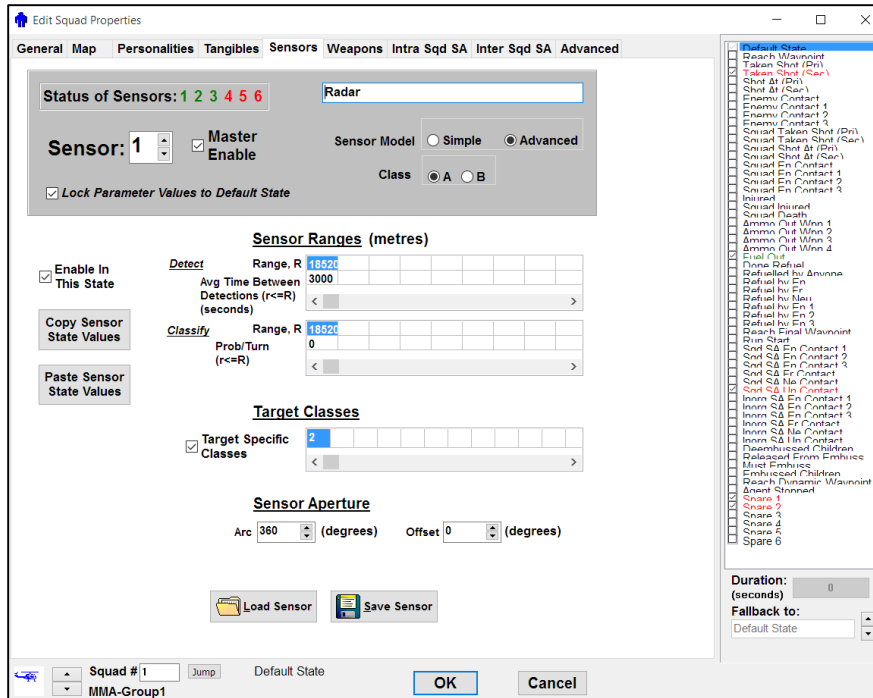 Edit Squad Properties
General Map Personalities Tangibles Sensors Weapons Intra Sqd SA Inter Sqd SA Advanced
Status of Sensors: 1 2 3 4 5 6
Radar
Sensor: 1
Master Enable
Sensor Model Simple Advanced
Class A B
Lock Parameter Values to Default State
Sensor Ranges (metres)
Enable In This State
Detect Range, R 18520
Avg Time Between Detections (r<=R) (seconds) 3000
Copy Sensor State Values
Classify Range, R 18520
Prob/Turn (r<=R) 0
Paste Sensor State Values
Target Classes
Target Specific Classes 2
Sensor Aperture
Arc 360 (degrees) Offset 0 (degrees)
Load Sensor Save Sensor
Squad # 1 Jump Default State
MMA-Group1
OK Cancel
Default State
Reach Waypoint
Taken Shot (Pri)
Taken Shot (Sec)
Shot At (Pri)
Shot At (Sec)
Enemy Contact
Enemy Contact 1
Enemy Contact 2
Enemy Contact 3
Squad Taken Shot (Pri)
Squad Taken Shot (Sec)
Squad Shot At (Pri)
Squad Shot At (Sec)
Squad En Contact
Squad En Contact 1
Squad En Contact 2
Squad En Contact 3
Injured
Squad Injured
Squad Death
Ammo Out Wpn 1
Ammo Out Wpn 2
Ammo Out Wpn 3
Ammo Out Wpn 4
Fuel Out
Done Refuel
Refuelled by Anyone
Refuel by En
Refuel by Fr
Refuel by Neu
Refuel by En 1
Refuel by En 2
Refuel by En 3
Reach Final Waypoint
Run Start
Sqd SA En Contact 1
Sqd SA En Contact 2
Sqd SA En Contact 3
Sqd SA Fr Contact
Sqd SA Ne Contact
Sqd SA Un Contact
Inorg SA En Contact 1
Inorg SA En Contact 2
Inorg SA En Contact 3
Inorg SA Fr Contact
Inorg SA Ne Contact
Inorg SA Un Contact
Deembussed Children
Released From Embuss
Must Embuss
Embussed Children
Reach Dynamic Waypoint
Agent Stopped
Spare 1
Spare 2
Spare 3
Spare 4
Spare 5
Spare 6
Duration: (seconds) 0
Fallback to:
Default State